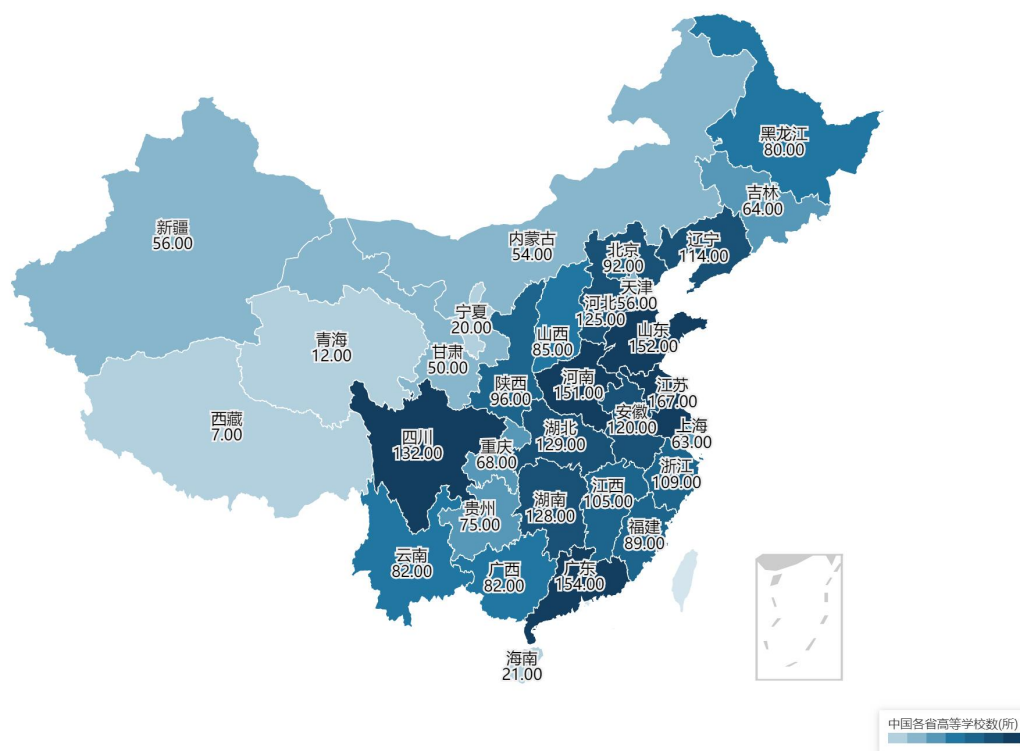 黑龙江
80.00
吉林
64.00
新疆
56.00
内蒙古
54.00
北京
92.00
辽宁
114.00
天津
56.00
宁夏
20.00
河北
125.00
青海
12.00
甘肃
50.00
山西
85.00
山东
152.00
陕西
96.00
河南
151.00
江苏
167.00
西藏
7.00
安徽
120.00
四川
132.00
重庆
68.00
湖北
129.00
上海
63.00
浙江
109.00
贵州
75.00
湖南
128.00
江西
105.00
福建
89.00
云南
82.00
广西
82.00
广东
154.00
海南
21.00
中国各省高等学校数(所)